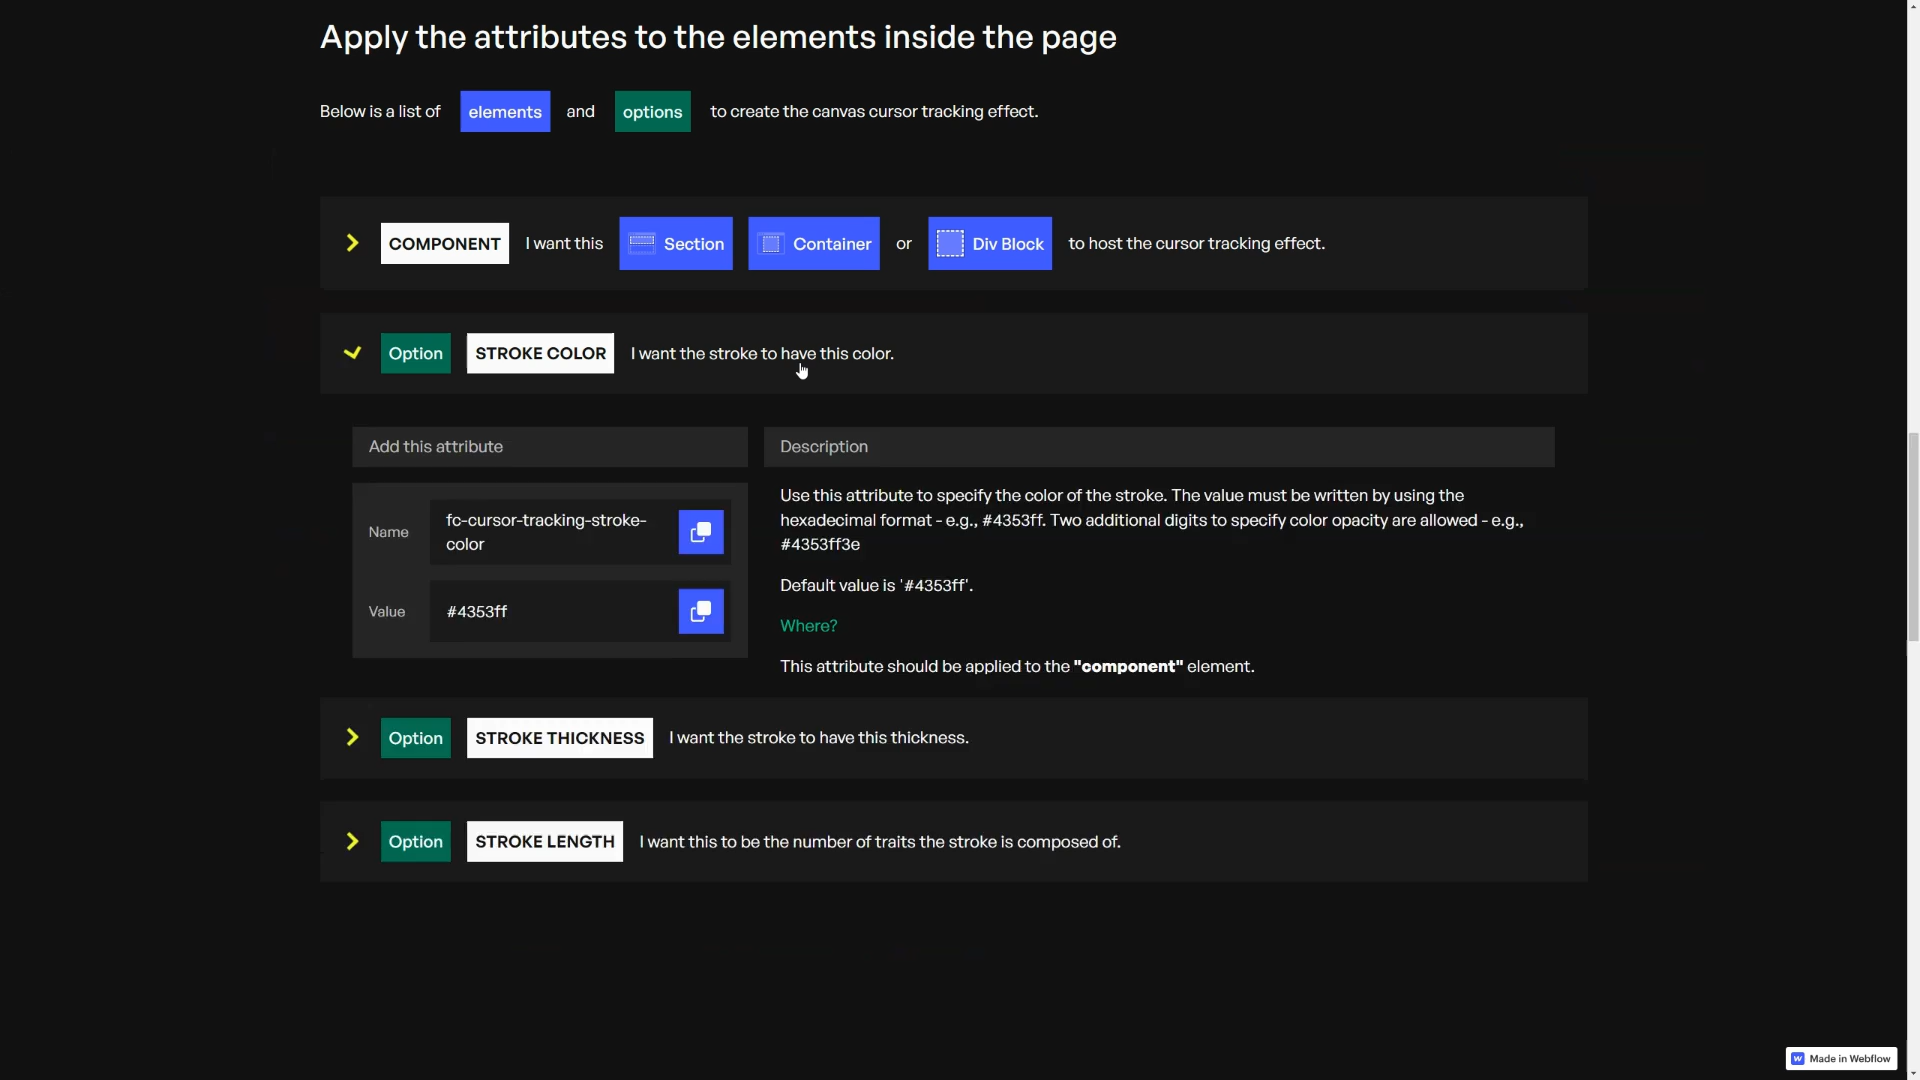 Apply the attributes to the elements inside the page
Below is a list of elements and options to create the canvas cursor tracking effect.
COMPONENT I want this Section Container or Div Block to host the cursor tracking effect.
Option STROKE COLOR I want the stroke to have this color.
Add this attribute
Name fc-cursor-tracking-stroke-
color
Value #4353ff
Description
Use this attribute to specify the color of the stroke. The value must be written by using the
hexadecimal format - e.g., #4353ff. Two additional digits to specify color opacity are allowed - e.g.,
#4353ff3e
Default value is '#4353ff'.
Where?
This attribute should be applied to the "component" element.
Option STROKE THICKNESS I want the stroke to have this thickness.
Option STROKE LENGTH I want this to be the number of traits the stroke is composed of.
Made in Webflow